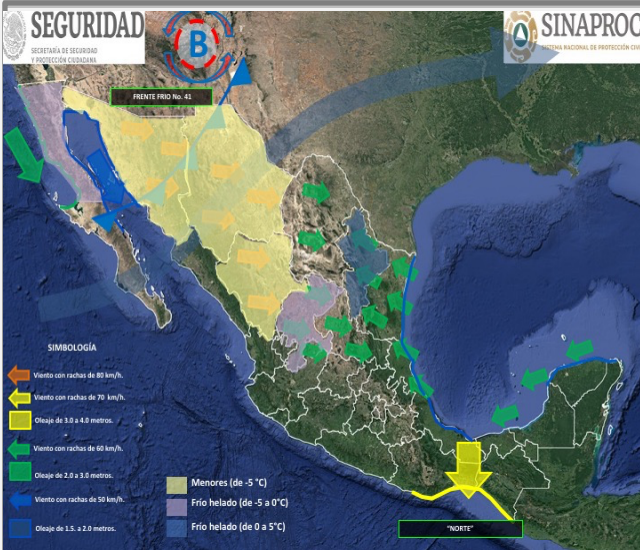 SEGURIDAD
SECRETARÍA DE SEGURIDAD
Y PROTECCIÓN CIUDADANA
B
SINAPROC
SISTEMA NACIONAL DE PROTECCIÓN CIVI
FRENTE FRIO No. 41
SIMBOLOGÍA
Viento con rachas de 80 km/h.
Viento con rachas de 70 km/h.
Oleaje de 3.0 a 4.0 metros.
Viento con rachas de 60 km/h.
Oleaje de 2.0 a 3.0 metros.
Viento con rachas de 50 km/h.
Oleaje de 1.5. a 2.0 metros.
Menores (de -5 °C)
Frío helado (de -5 a 0°C)
Frío helado (de 0 a 5°C)
"NORTE"